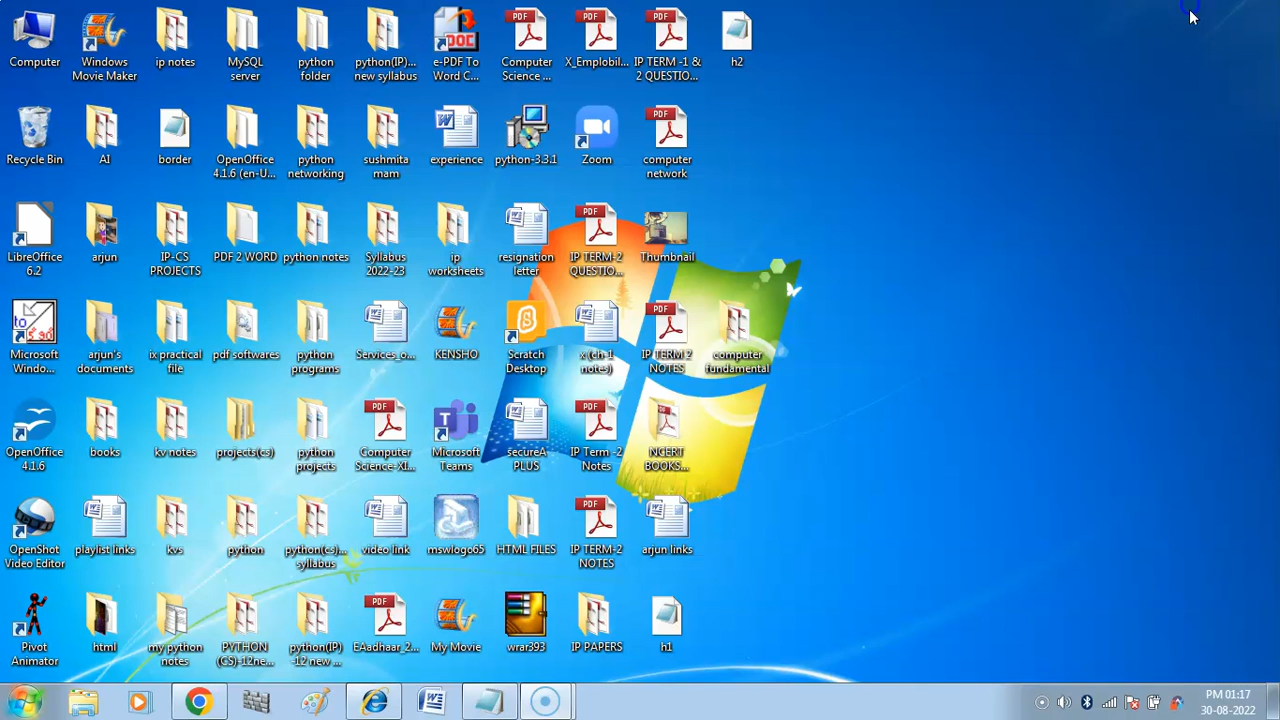 Computer
Windows
Movie Maker
ip notes
MySQL
server
python
folder
python(IP)...
new syllabus
e-PDF To
Word C...
Computer
Science ...
X_Emplobil...
IP TERM -1 &
2 QUESTIO...
h2
Recycle Bin
AI
border
OpenOffice
4.1.6 (en-U...
python
networking
sushmita
mam
experience
python-3.3.1
Zoom
computer
network
LibreOffice
6.2
arjun
IP-CS
PROJECTS
PDF 2 WORD
python notes
Syllabus
2022-23
ip
worksheets
resignation
letter
IP TERM-2
QUESTIO...
Thumbnail
Microsoft
Windo...
arjun's
documents
ix practical
file
pdf softwares
python
programs
Services_o...
KENSHO
Scratch
Desktop
x (ch-1
notes)
IP TERM 2
NOTES
computer
fundamental
OpenOffice
4.1.6
books
kv notes
projects(cs)
python
projects
Computer
Science-XI...
Microsoft
Teams
secureA
PLUS
IP Term -2
Notes
NCERT
BOOKS...
OpenShot
Video Editor
playlist links
kvs
python
python(cs)...
syllabus
video link
mswlogo65
HTML FILES
IP TERM-2
NOTES
arjun links
Pivot
Animator
html
my python
notes
PYTHON
(CS)-12ne...
python(IP)
-12 new ...
EAadhaar_2...
My Movie
wrar393
IP PAPERS
h1
PM 01:17
30-08-2022